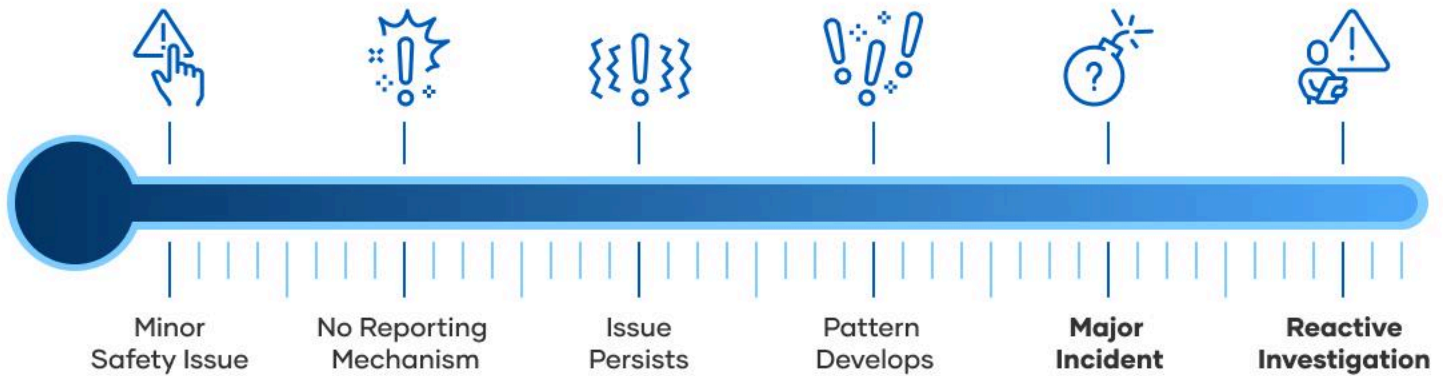 Minor
Safety Issue
No Reporting
Mechanism
Issue
Persists
Pattern
Develops
Major
Incident
Reactive
Investigation